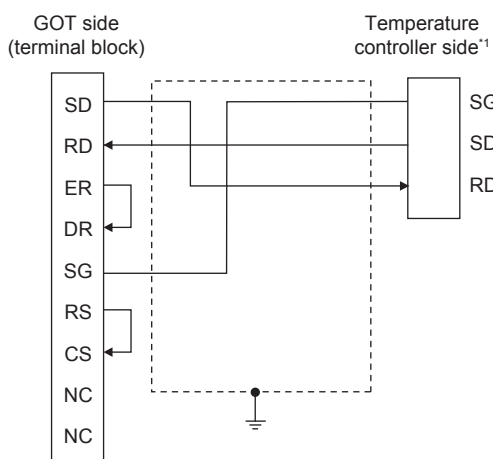 GOT side
(terminal block)
Temperature
controller side*1
SD
RD
ER
DR
SG
RS
CS
NC
NC
SG
SD
RD